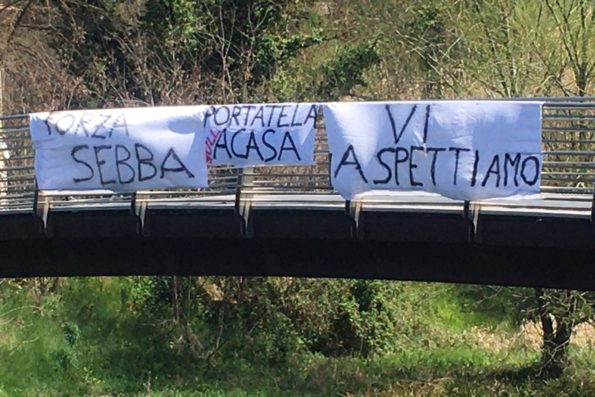 FORZA
SEBBA
PORTATELA
A CASA
VI
ASPETTIAMO